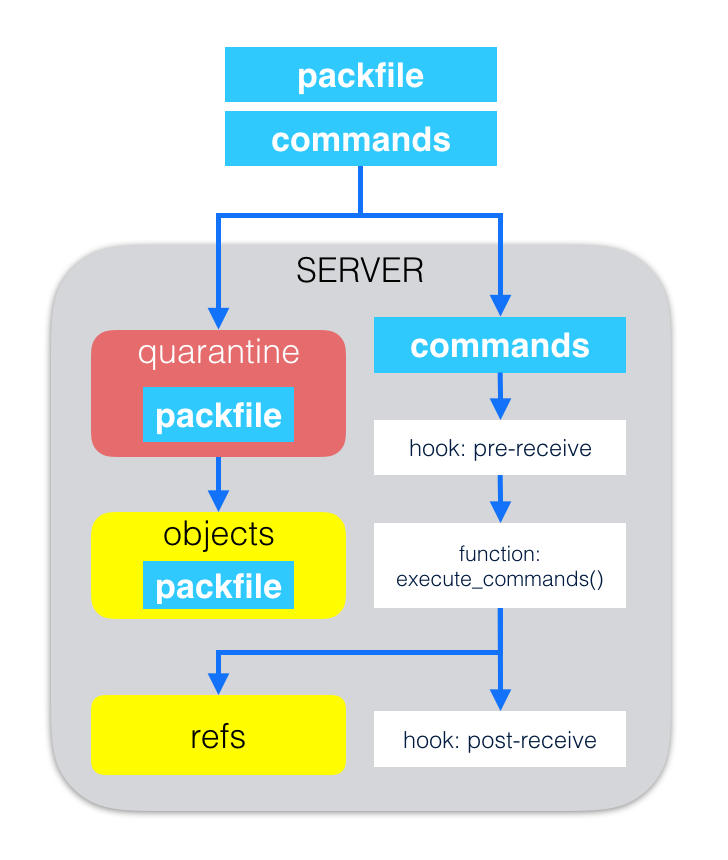 packfile
commands
SERVER
quarantine
packfile
commands
hook: pre-receive
objects
packfile
function:
execute_commands()
refs
hook: post-receive